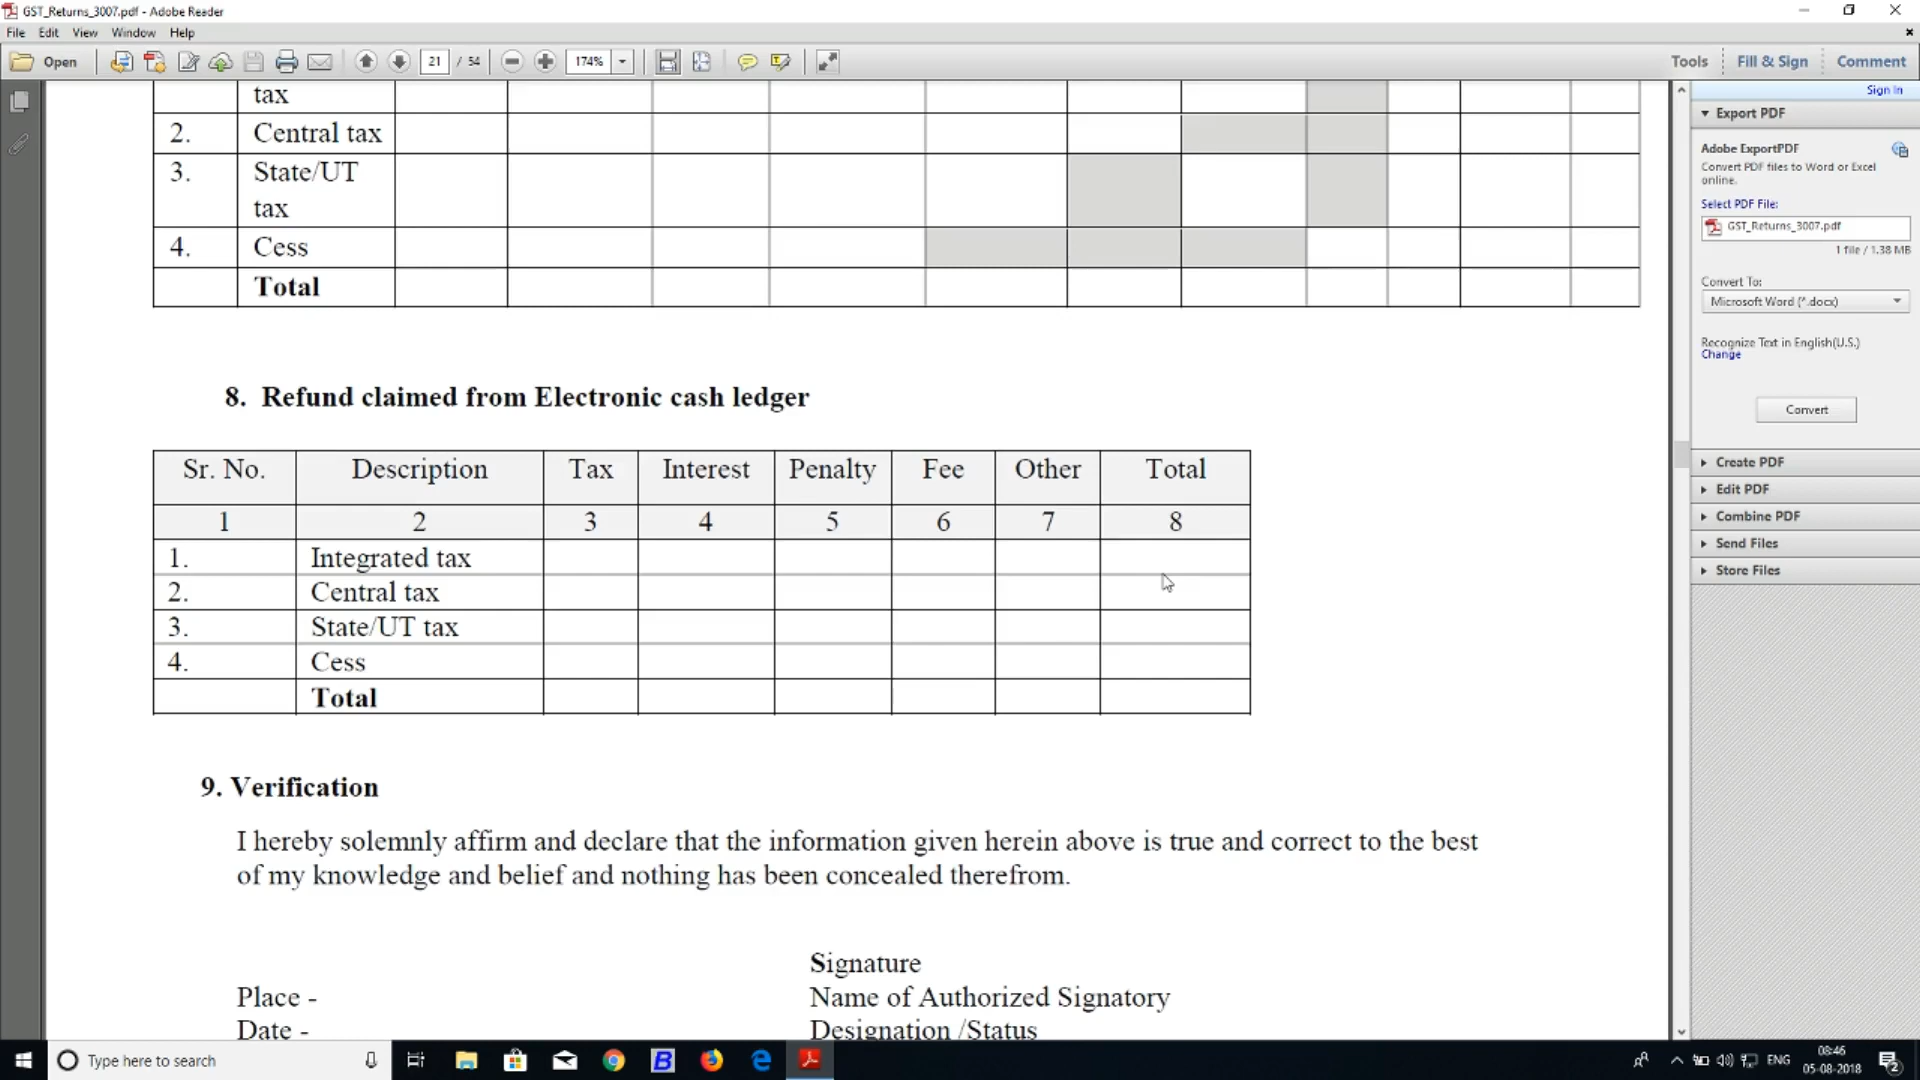 GST_Returns_3007.pdf - Adobe Reader
File Edit View Window Help
Open 21 / 54 174% Tools Fill & Sign Comment
Sign In
Export PDF
Adobe ExportPDF
Convert PDF files to Word or Excel
online.
Select PDF File:
GST_Returns_3007.pdf
1 file / 1.38 MB
Convert To:
Microsoft Word (*.docx)
Recognize Text in English(U.S.)
Change
Convert
Create PDF
Edit PDF
Combine PDF
Send Files
Store Files
tax
2. Central tax
3. State/UT
tax
4. Cess
Total
8. Refund claimed from Electronic cash ledger
Sr. No. Description Tax Interest Penalty Fee Other Total
1 2 3 4 5 6 7 8
1. Integrated tax
2. Central tax
3. State/UT tax
4. Cess
Total
9. Verification
I hereby solemnly affirm and declare that the information given herein above is true and correct to the best
of my knowledge and belief and nothing has been concealed therefrom.
Signature
Place - Name of Authorized Signatory
Date - Designation /Status
Type here to search
ENG
08:46
05-08-2018
2